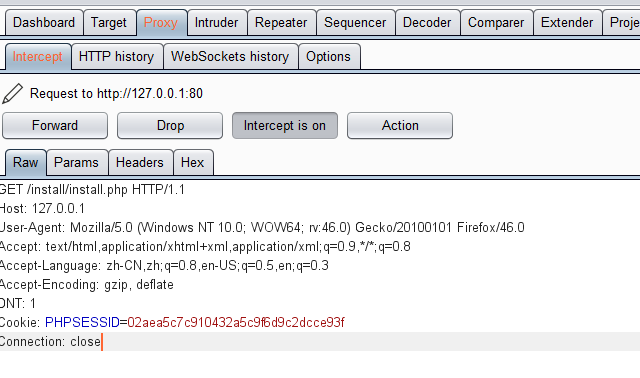 Dashboard Target Proxy Intruder Repeater Sequencer Decoder Comparer Extender Proje
Intercept HTTP history WebSockets history Options
Request to http://127.0.0.1:80
Forward Drop Intercept is on Action
Raw Params Headers Hex
GET /install/install.php HTTP/1.1
Host: 127.0.0.1
User-Agent: Mozilla/5.0 (Windows NT 10.0; WOW64; rv:46.0) Gecko/20100101 Firefox/46.0
Accept: text/html,application/xhtml+xml,application/xml;q=0.9,*/*;q=0.8
Accept-Language: zh-CN,zh;q=0.8,en-US;q=0.5,en;q=0.3
Accept-Encoding: gzip, deflate
DNT: 1
Cookie: PHPSESSID=02aea5c7c910432a5c9f6d9c2dcce93f
Connection: close